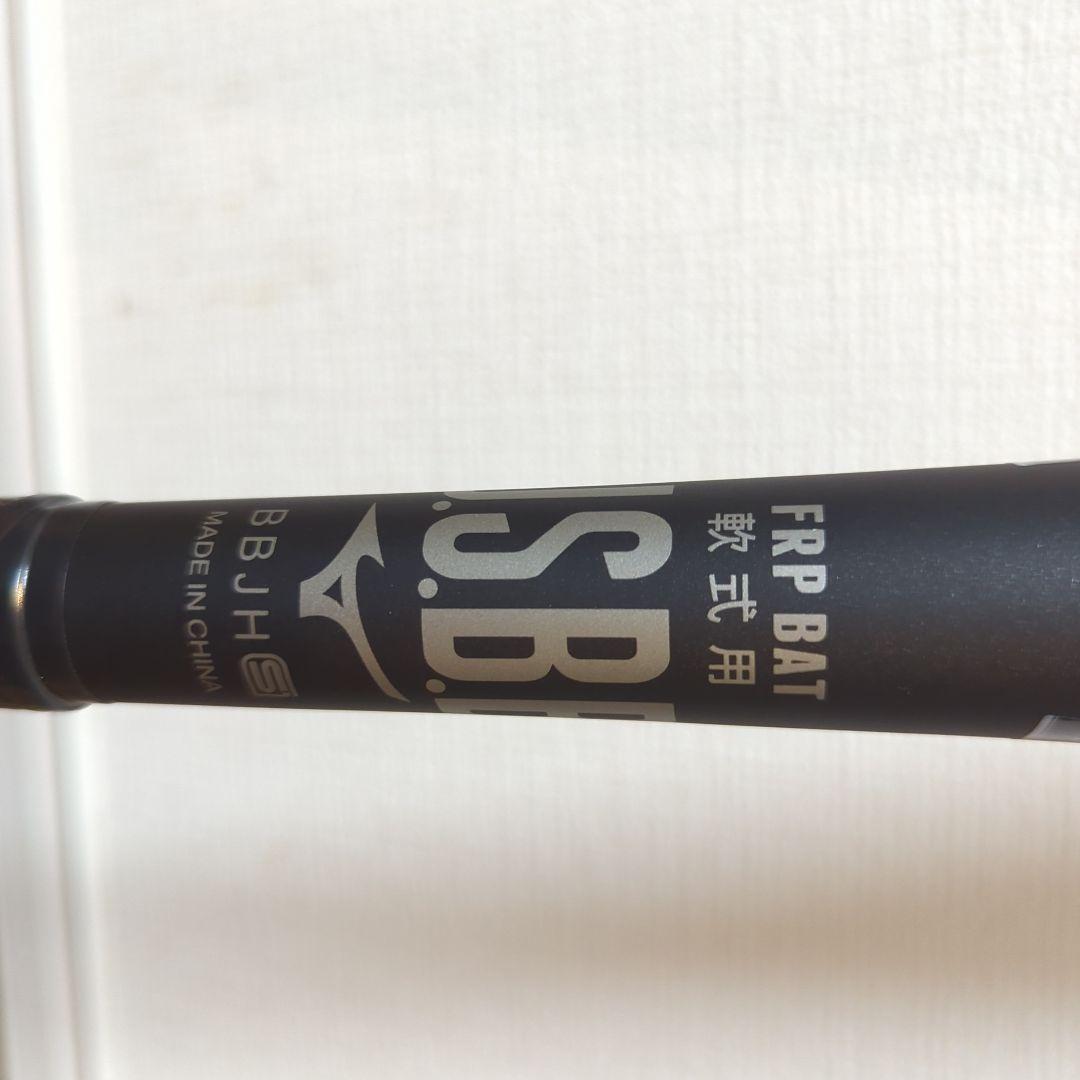 FRP BAT
軟式用
J.S.B.B
BBJH
MADE IN CHINA